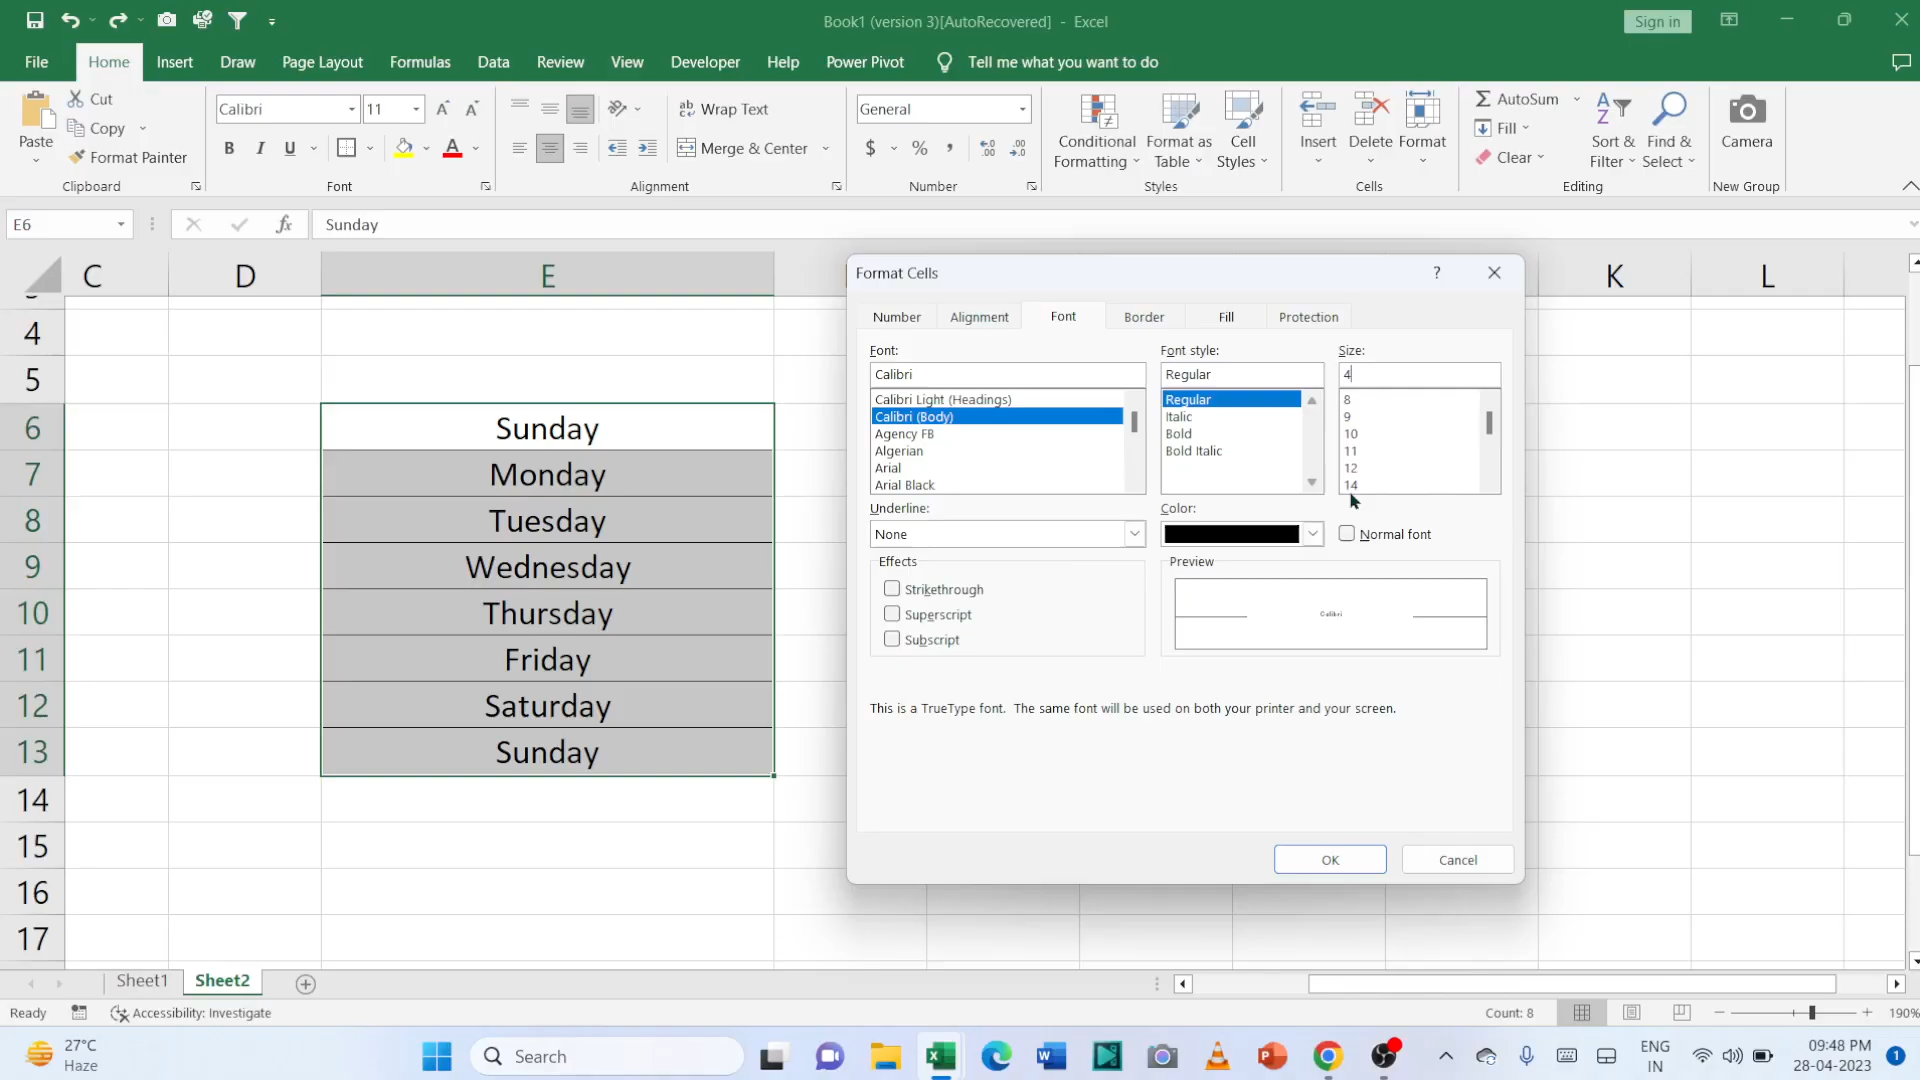 Book1 (version 3)[AutoRecovered] - Excel
Sign in
File Home Insert Draw Page Layout Formulas Data Review View Developer Help Power Pivot Tell me what you want to do
Paste
Cut
Copy
Format Painter
Clipboard
Calibri 11
B I U
Font
ab Wrap Text
Merge & Center
Alignment
General
$ % ,
Number
Conditional Formatting
Format as Table
Cell Styles
Styles
Insert
Delete
Format
Cells
AutoSum
Fill
Clear
Sort & Filter
Find & Select
Editing
Camera
New Group
E6
fx
Sunday
C D E K L
4
5
6 Sunday
7 Monday
8 Tuesday
9 Wednesday
10 Thursday
11 Friday
12 Saturday
13 Sunday
14
15
16
17
Format Cells
?
Number Alignment Font Border Fill Protection
Font: Font style: Size:
Calibri Regular 4
Calibri Light (Headings) Regular 8
Calibri (Body) Italic 9
Agency FB Bold 10
Algerian Bold Italic 11
Arial 12
Arial Black 14
Underline: Color:
None Normal font
Effects Preview
Strikethrough
Superscript
Subscript
Calibri
This is a TrueType font. The same font will be used on both your printer and your screen.
OK Cancel
Sheet1 Sheet2
Ready Accessibility: Investigate Count: 8 190%
27°C
Haze
Search
ENG
IN
09:48 PM
28-04-2023
1